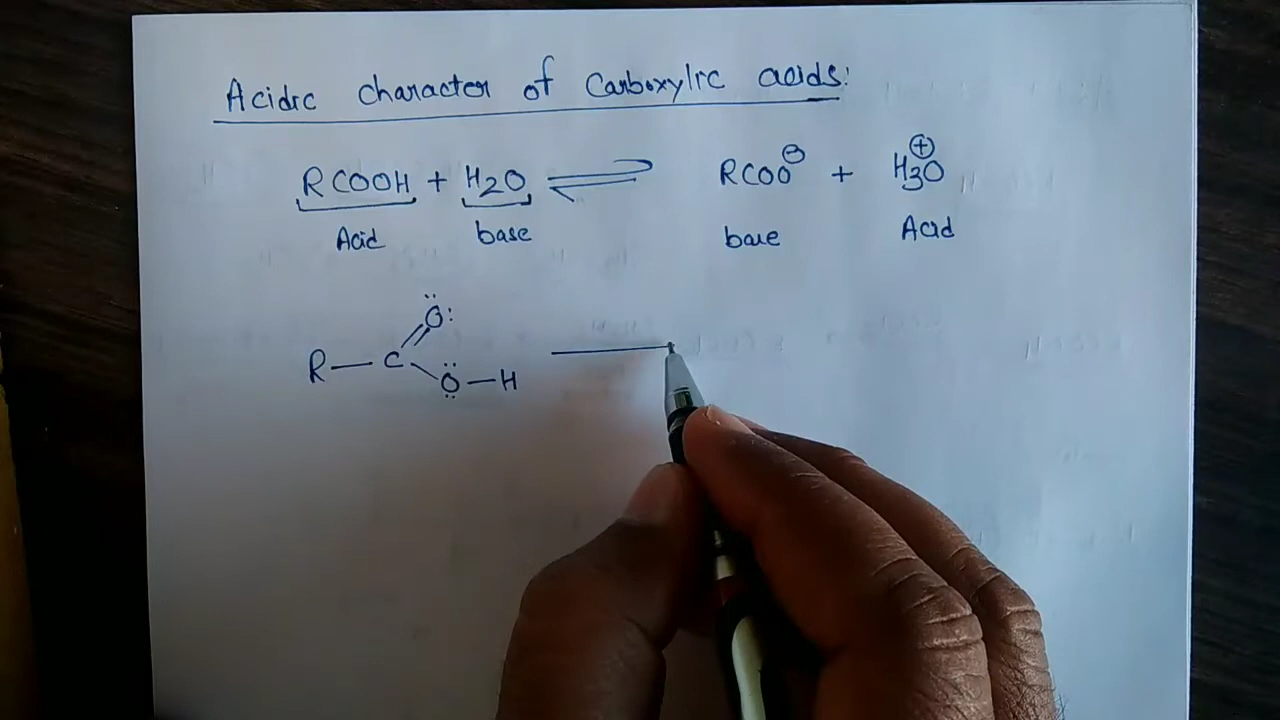 Acidic character of Carboxylic acids:
RCOOH + H2O ⇌ RCOO⊖ + H3O⊕
Acid base base Acid
R—C(=Ö:)—Ö—H